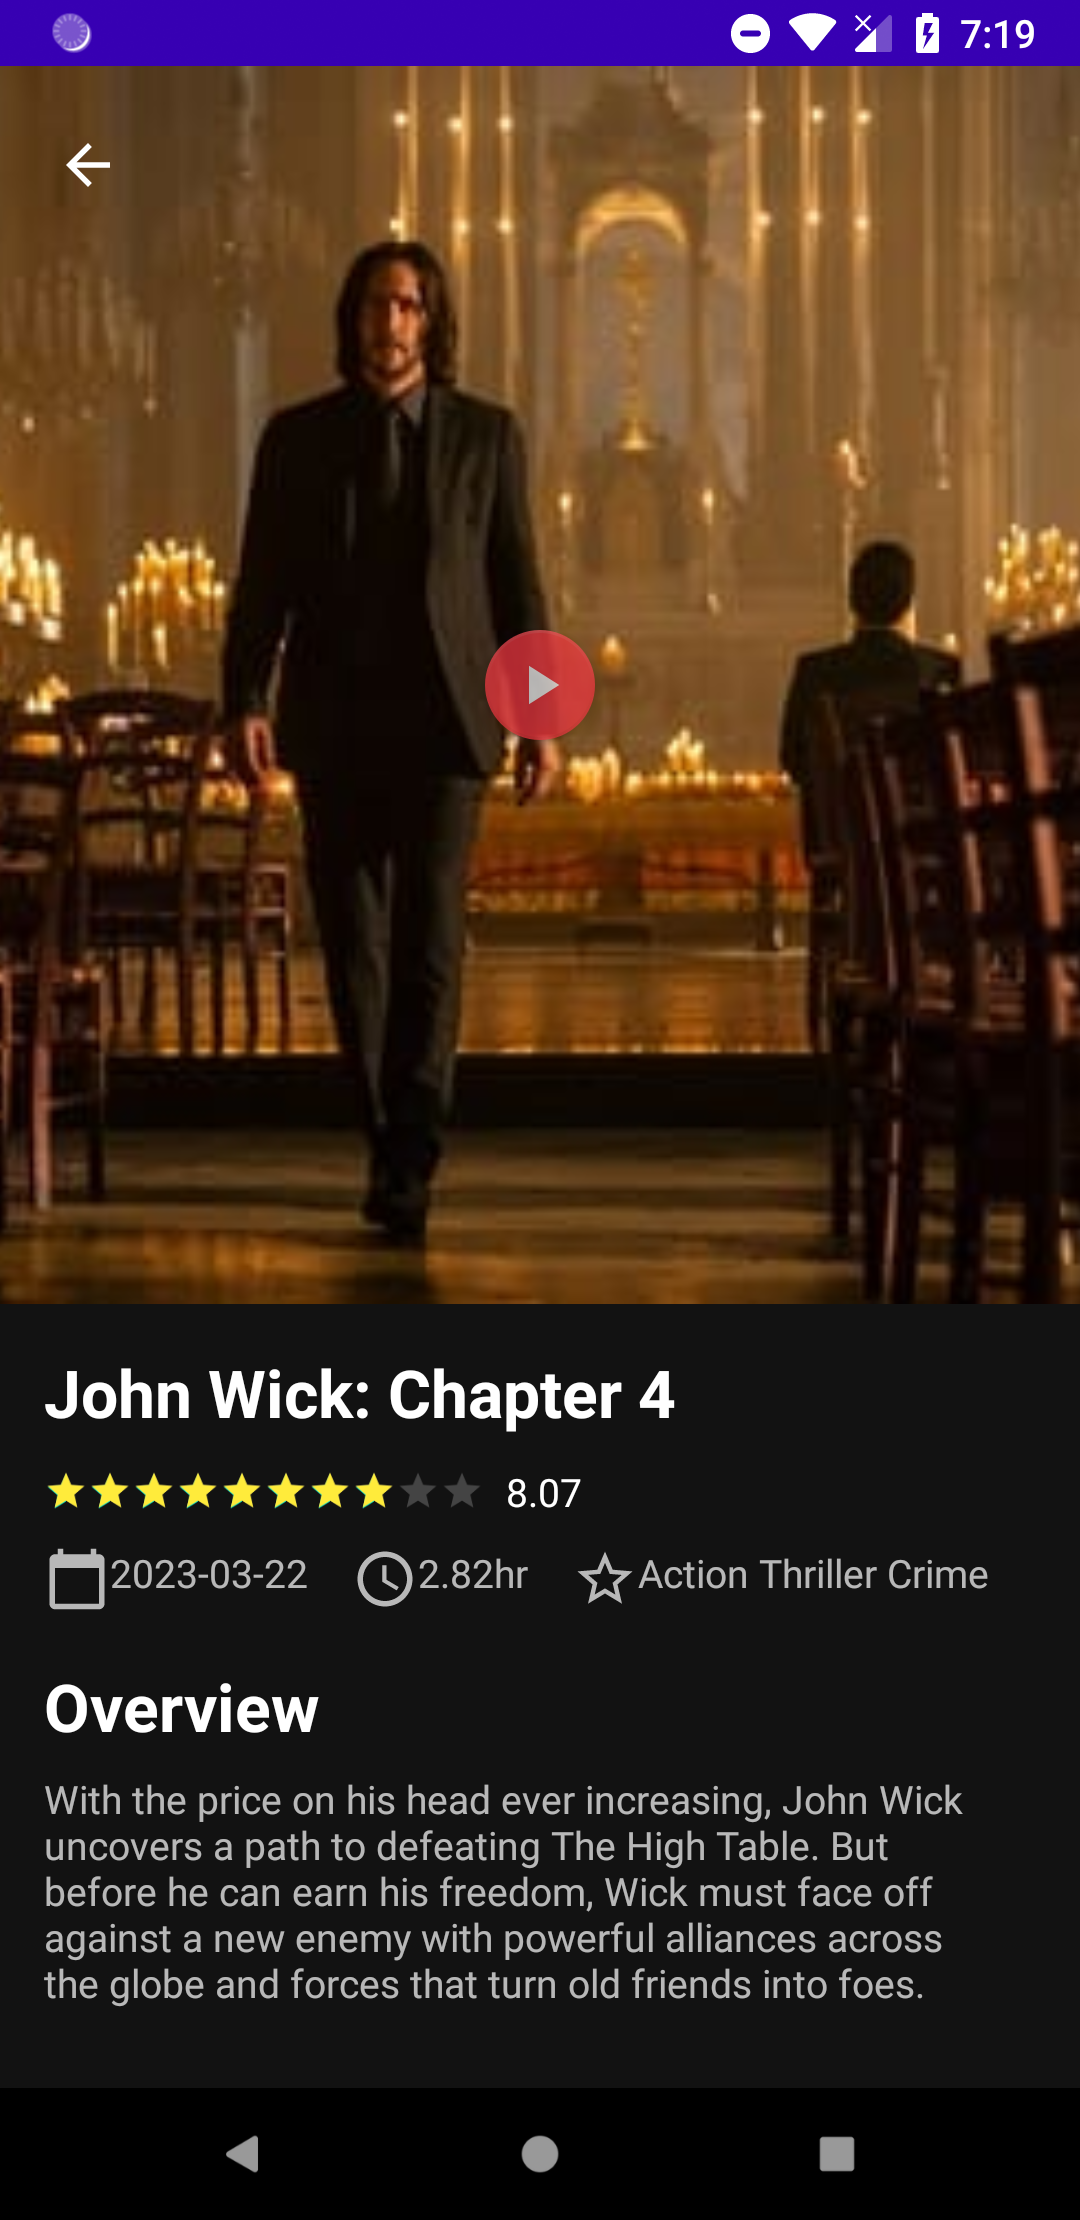 7:19
John Wick: Chapter 4
8.07
2023-03-22 2.82hr Action Thriller Crime
Overview
With the price on his head ever increasing, John Wick
uncovers a path to defeating The High Table. But
before he can earn his freedom, Wick must face off
against a new enemy with powerful alliances across
the globe and forces that turn old friends into foes.